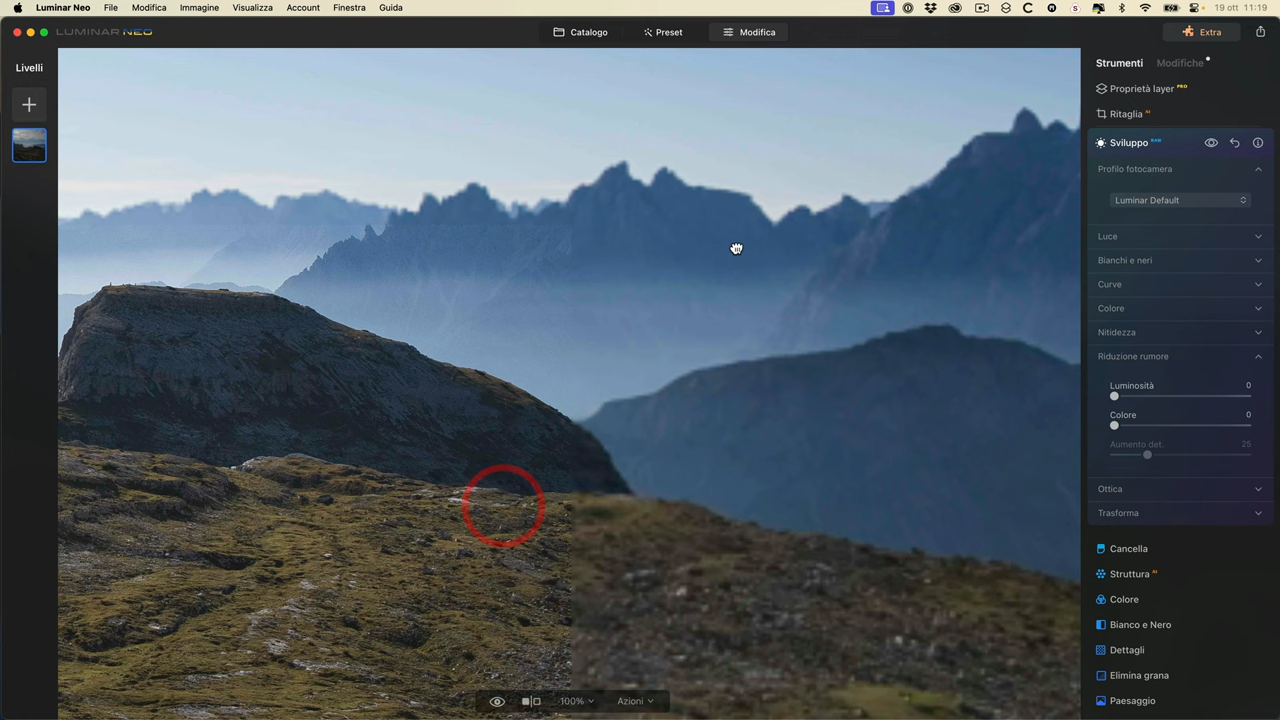 Luminar Neo File Modifica Immagine Visualizza Account Finestra Guida 19 ott 11:19
LUMINAR NEO Catalogo Preset Modifica Extra
Livelli
Strumenti Modifiche
Proprietà layer PRO
Ritaglia AI
Sviluppo RAW
Profilo fotocamera
Luminar Default
Luce
Bianchi e neri
Curve
Colore
Nitidezza
Riduzione rumore
Luminosità 0
Colore 0
Aumento det. 25
Ottica
Trasforma
Cancella
Struttura AI
Colore
Bianco e Nero
Dettagli
Elimina grana
Paesaggio
100% Azioni